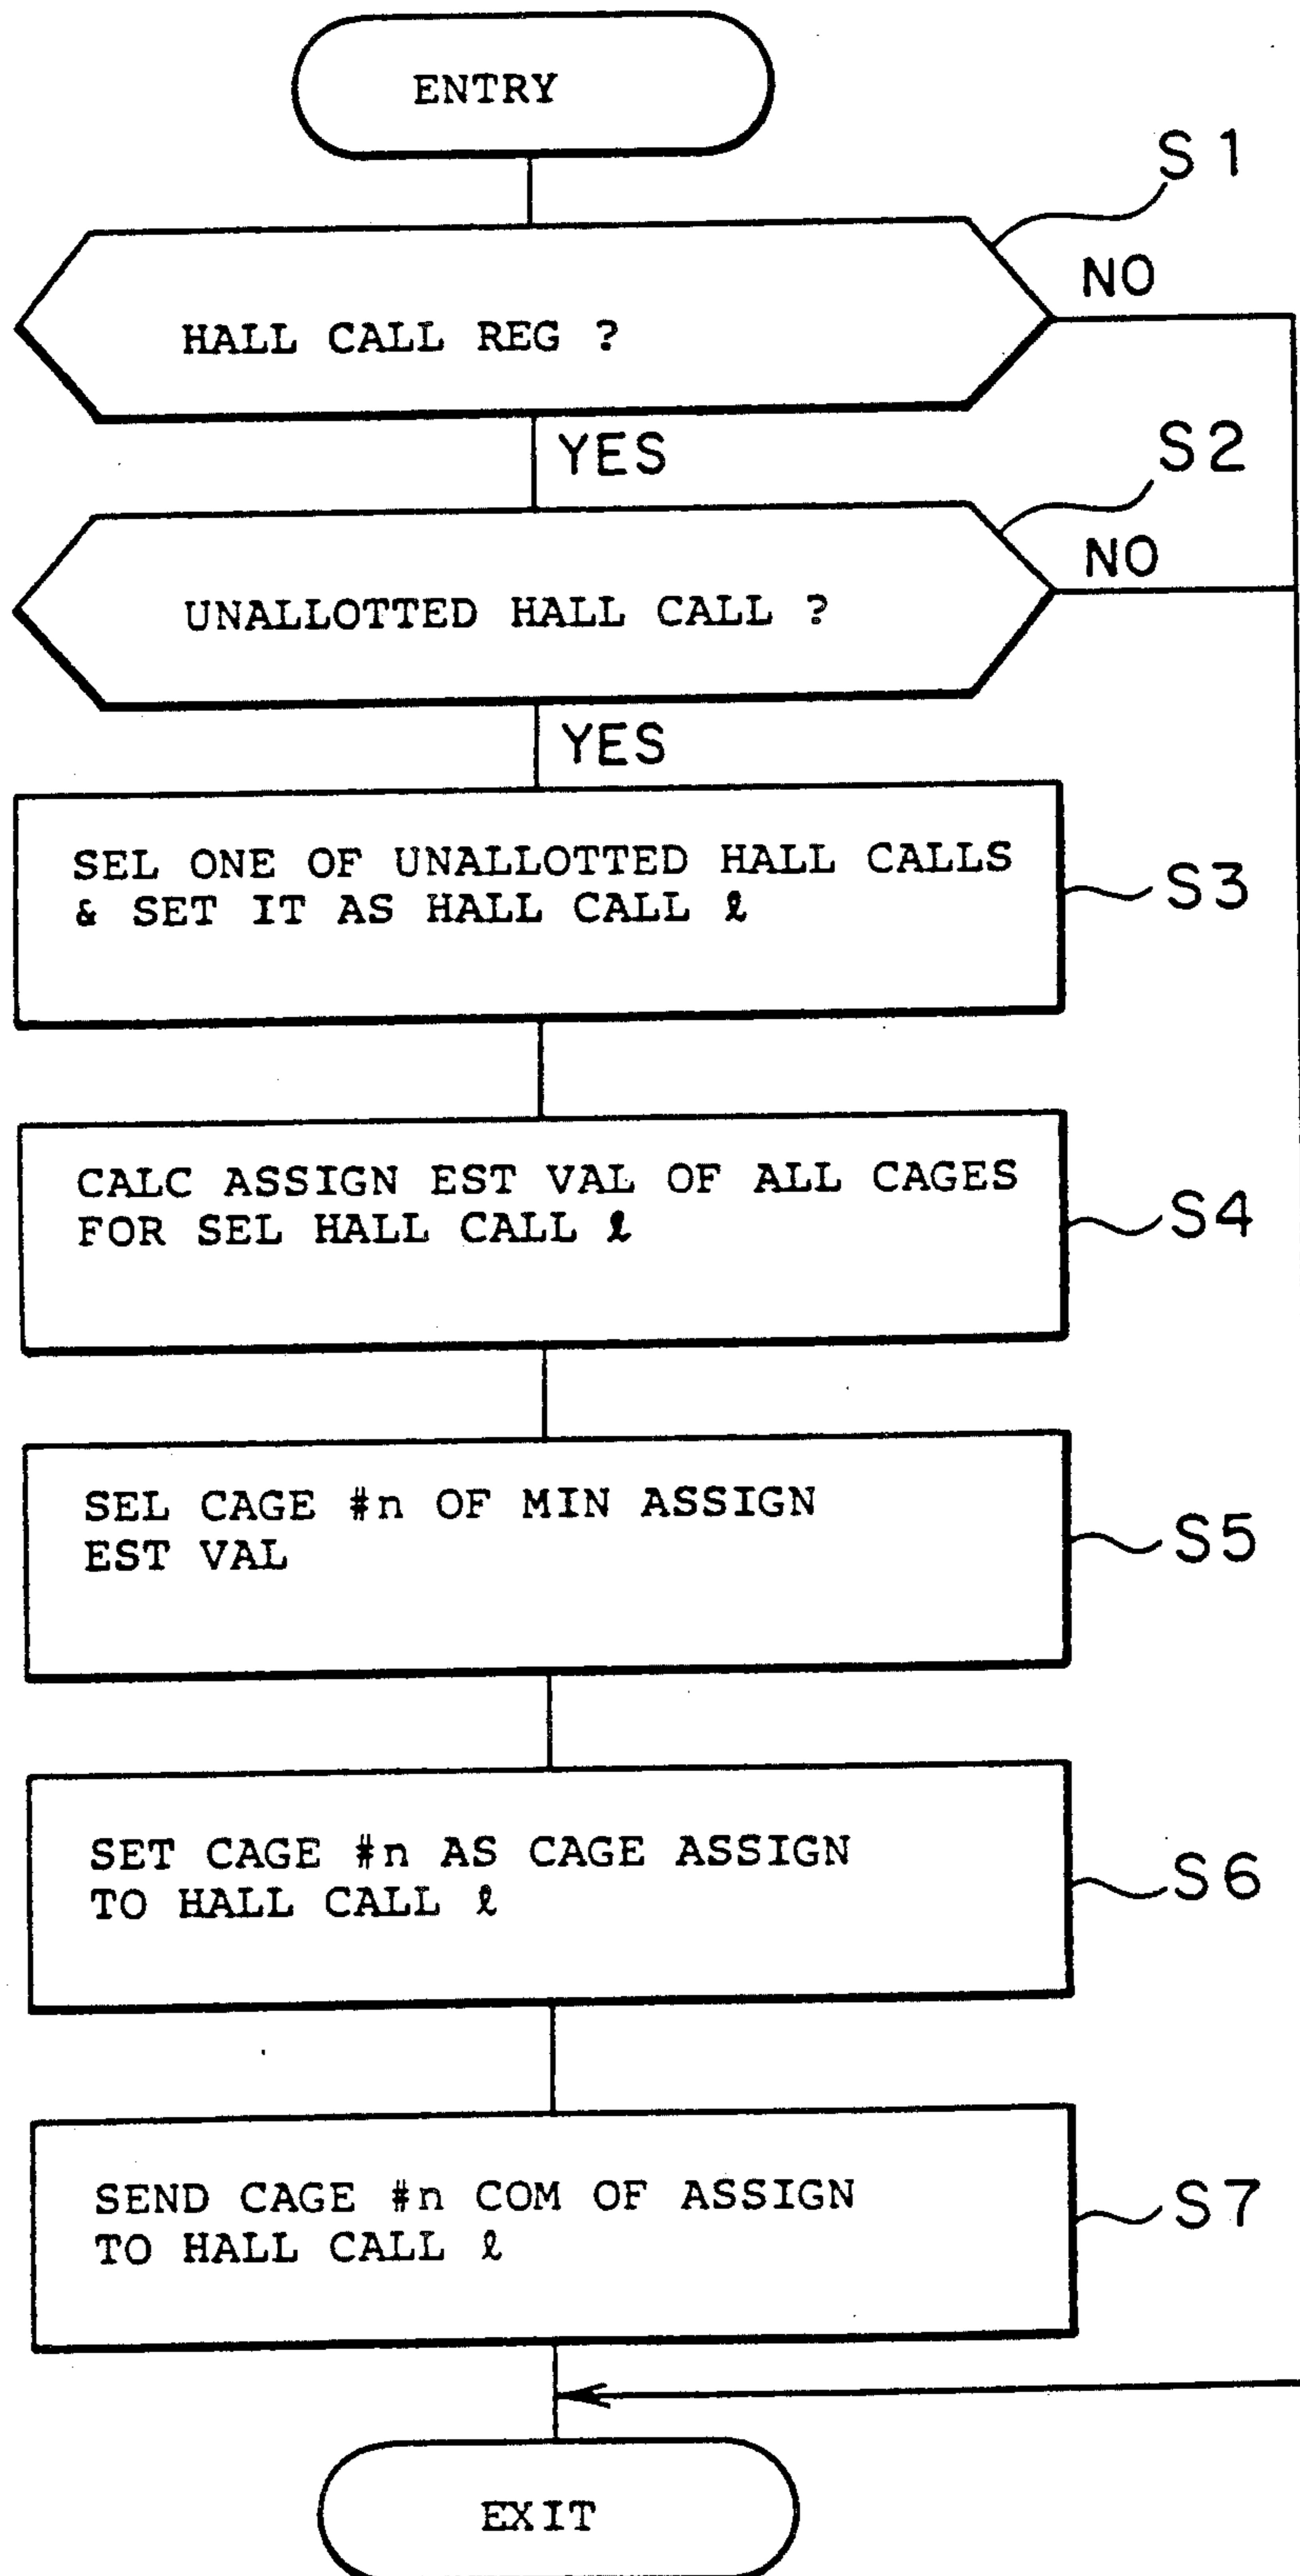 ENTRY
S1
HALL CALL REG ?
NO
YES
S2
UNALLOTTED HALL CALL ?
NO
YES
SEL ONE OF UNALLOTTED HALL CALLS
& SET IT AS HALL CALL ℓ
S3
CALC ASSIGN EST VAL OF ALL CAGES
FOR SEL HALL CALL ℓ
S4
SEL CAGE #n OF MIN ASSIGN
EST VAL
S5
SET CAGE #n AS CAGE ASSIGN
TO HALL CALL ℓ
S6
SEND CAGE #n COM OF ASSIGN
TO HALL CALL ℓ
S7
EXIT